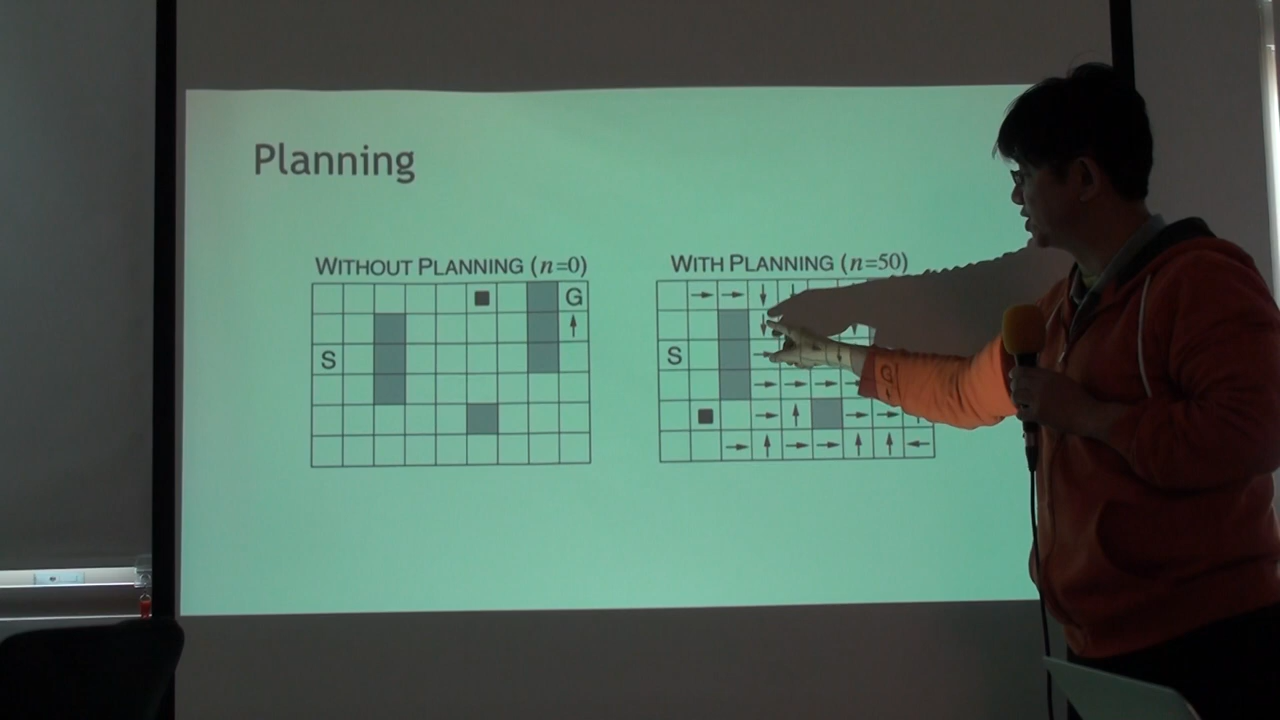 Planning
WITHOUT PLANNING (n=0)
WITH PLANNING (n=50)
G
S
S